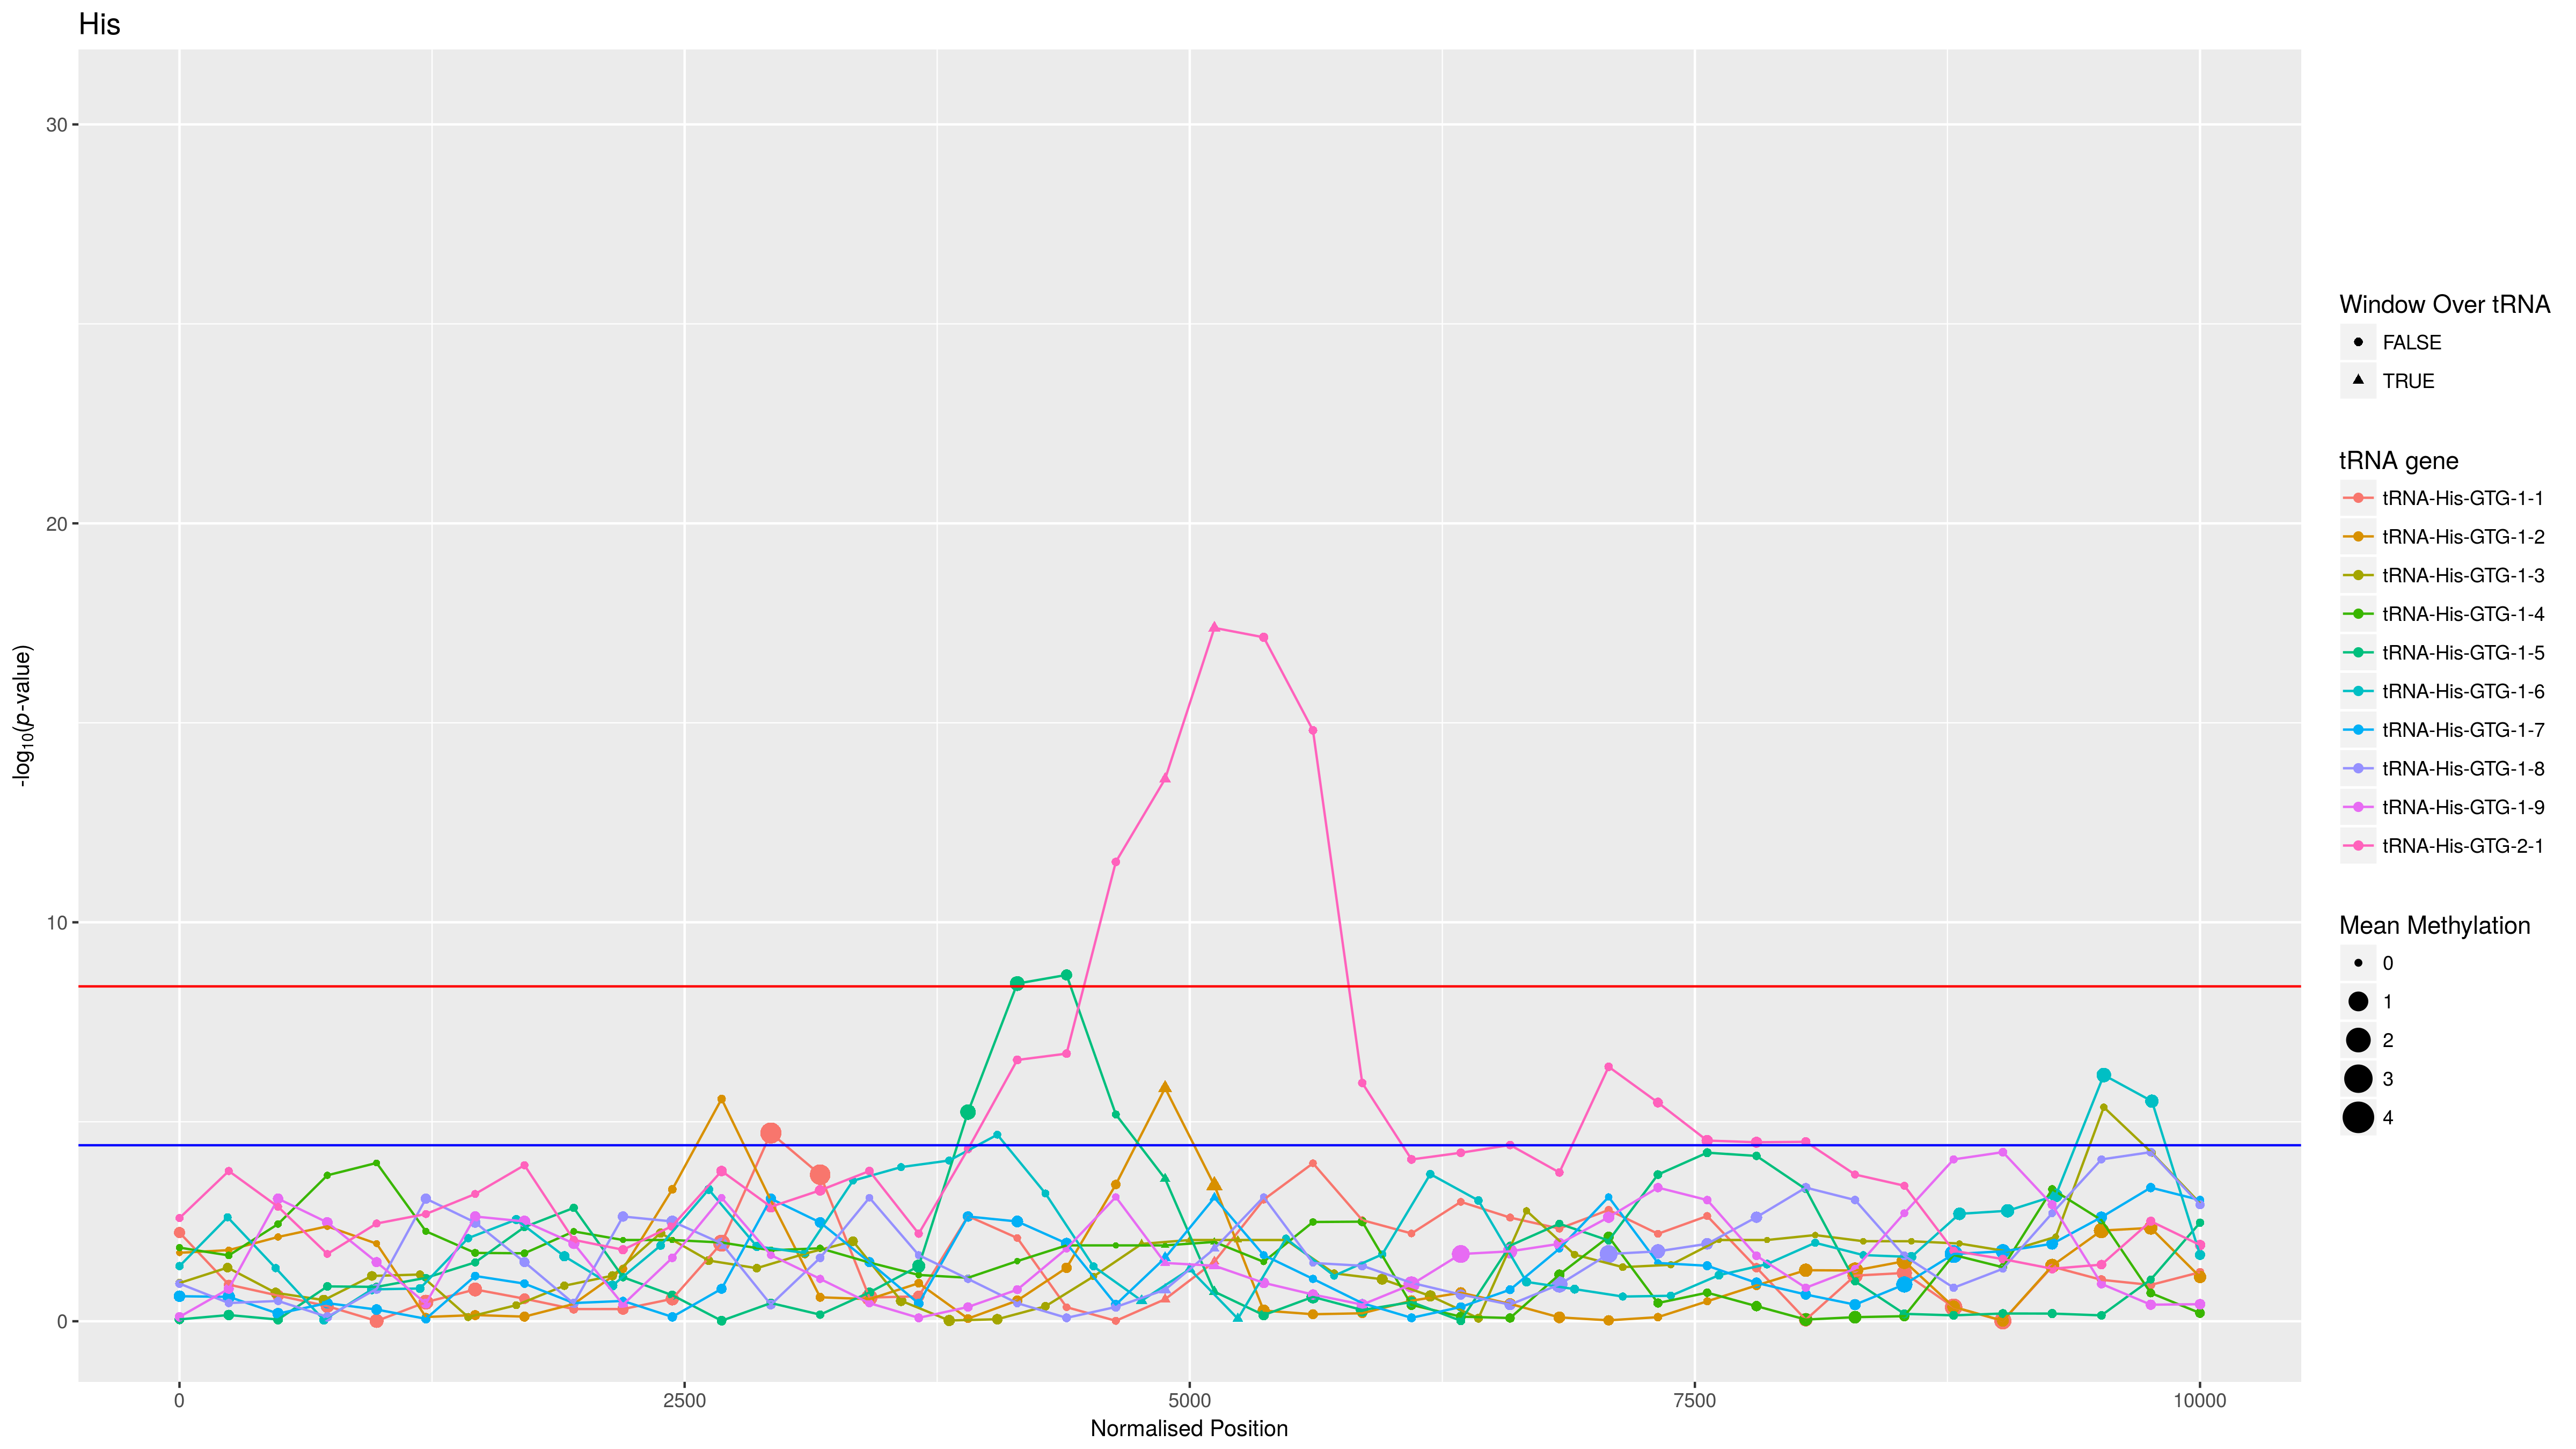 His
30
20
10
0
-log10(p-value)
0 2500 5000 7500 10000
Normalised Position
Window Over tRNA
FALSE
TRUE
tRNA gene
tRNA-His-GTG-1-1
tRNA-His-GTG-1-2
tRNA-His-GTG-1-3
tRNA-His-GTG-1-4
tRNA-His-GTG-1-5
tRNA-His-GTG-1-6
tRNA-His-GTG-1-7
tRNA-His-GTG-1-8
tRNA-His-GTG-1-9
tRNA-His-GTG-2-1
Mean Methylation
0
1
2
3
4